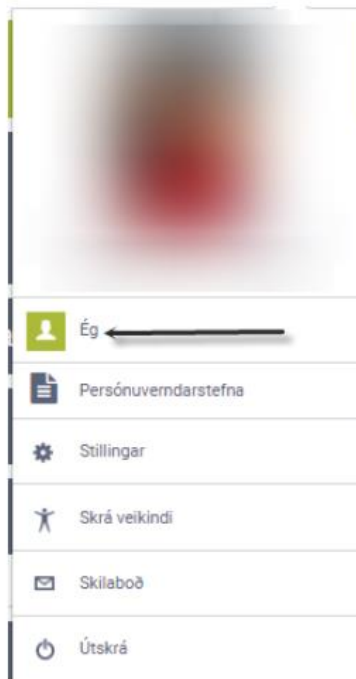 Ég
Persónuverndarstefna
Stillingar
Skrá veikindi
Skilaboð
Útskrá